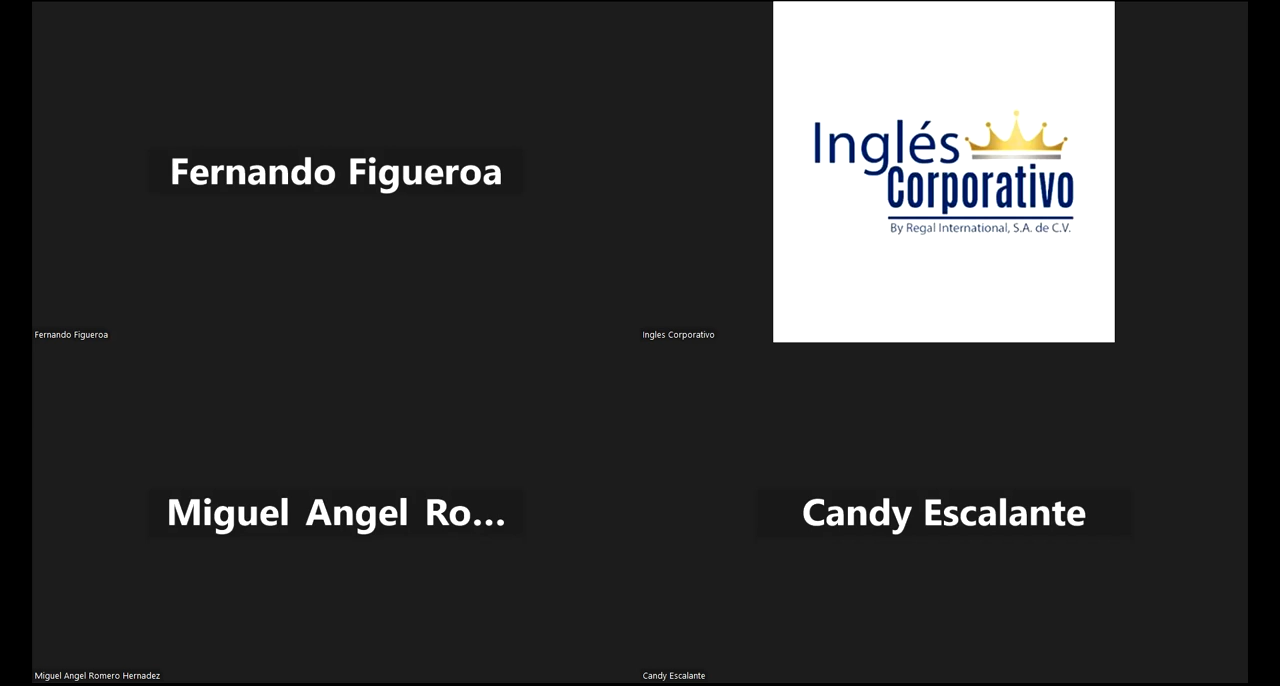 Fernando Figueroa
Fernando Figueroa
Inglés
Corporativo
By Regal International, S.A. de C.V.
Ingles Corporativo
Miguel Angel Ro...
Miguel Angel Romero Hernadez
Candy Escalante
Candy Escalante